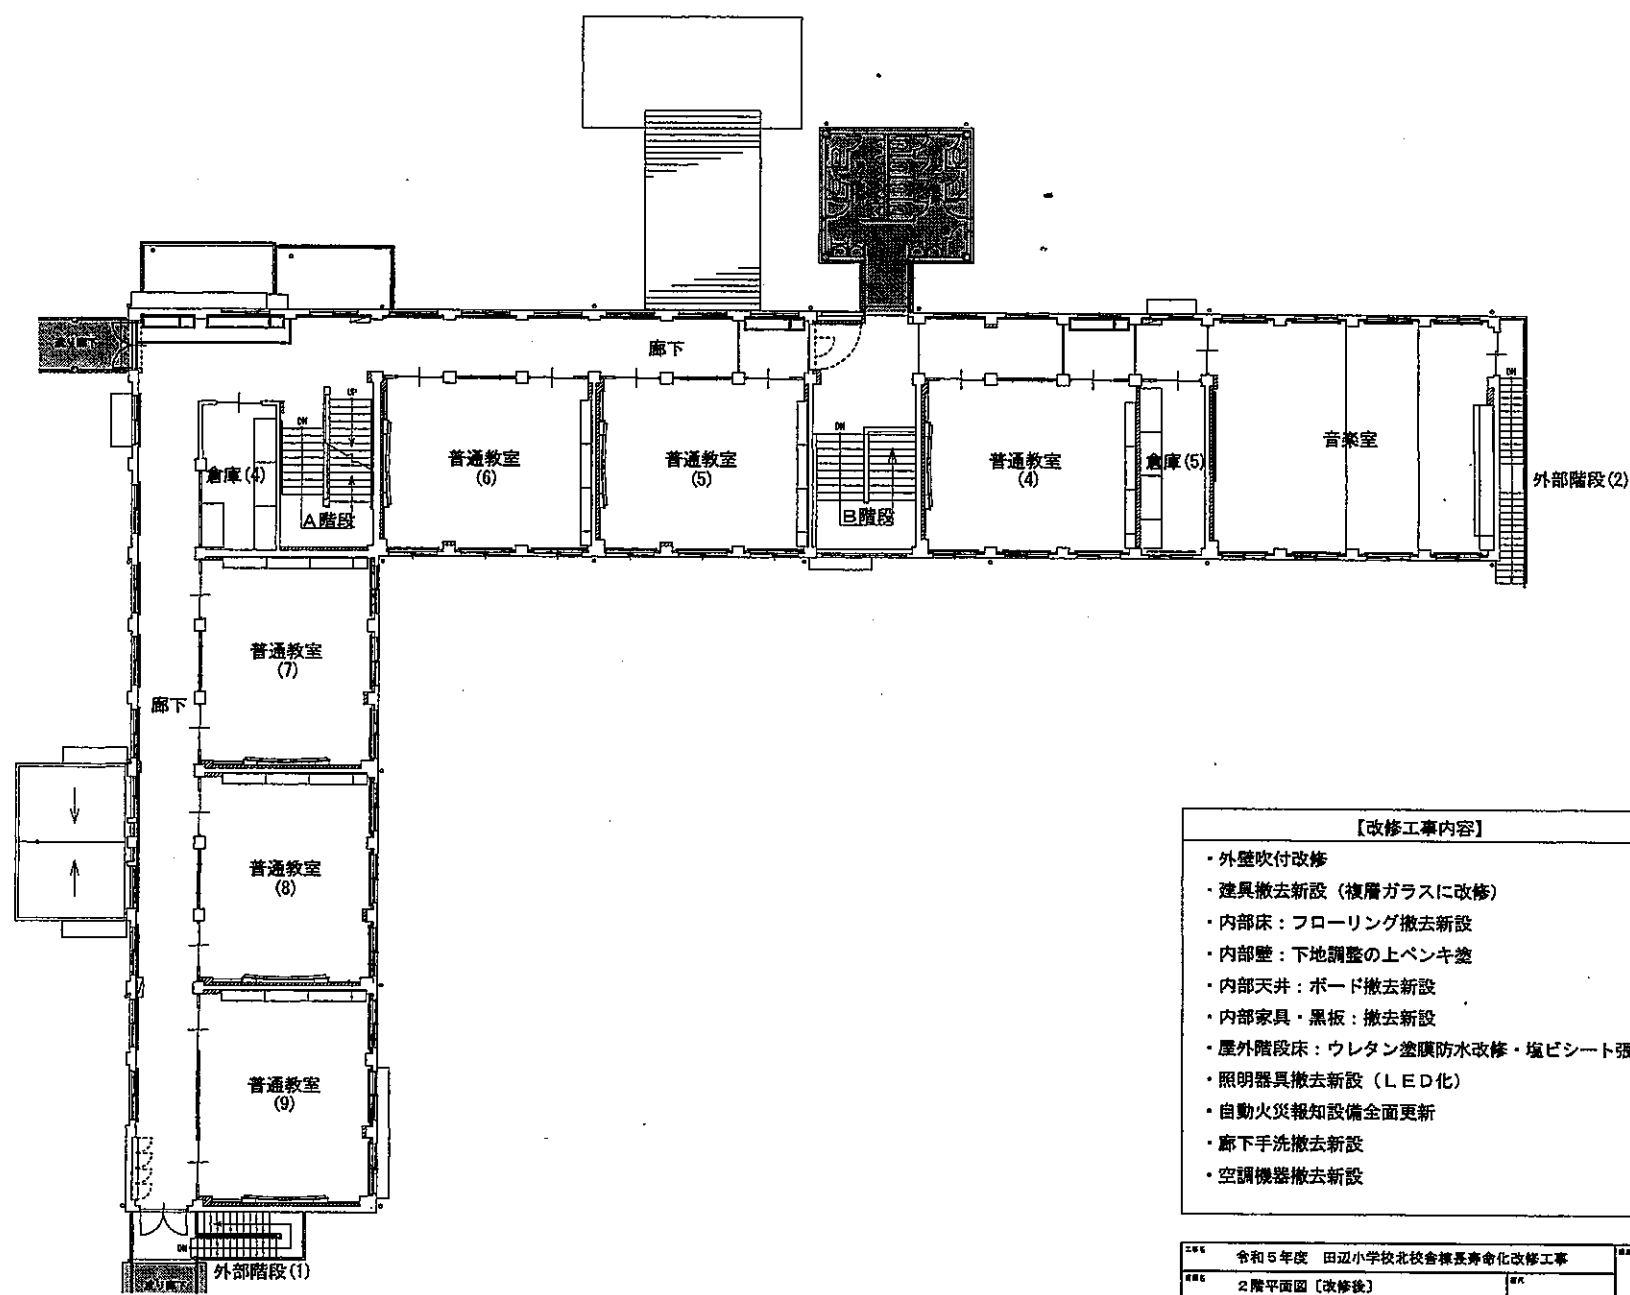 廊下
UP
DN
DN
DN
倉庫(4)
A階段
普通教室
(6)
普通教室
(5)
B階段
普通教室
(4)
倉庫(5)
音楽室
外部階段(2)
普通教室
(7)
廊下
普通教室
(8)
普通教室
(9)
DN
外部階段(1)
【改修工事内容】
・外壁吹付改修
・建具撤去新設（複層ガラスに改修）
・内部床：フローリング撤去新設
・内部壁：下地調整の上ペンキ塗
・内部天井：ボード撤去新設
・内部家具・黒板：撤去新設
・屋外階段床：ウレタン塗膜防水改修・塩ビシート張
・照明器具撤去新設（ＬＥＤ化）
・自動火災報知設備全面更新
・廊下手洗撤去新設
・空調機器撤去新設
工事名 令和５年度　田辺小学校北校舎棟長寿命化改修工事
２階平面図〔改修後〕